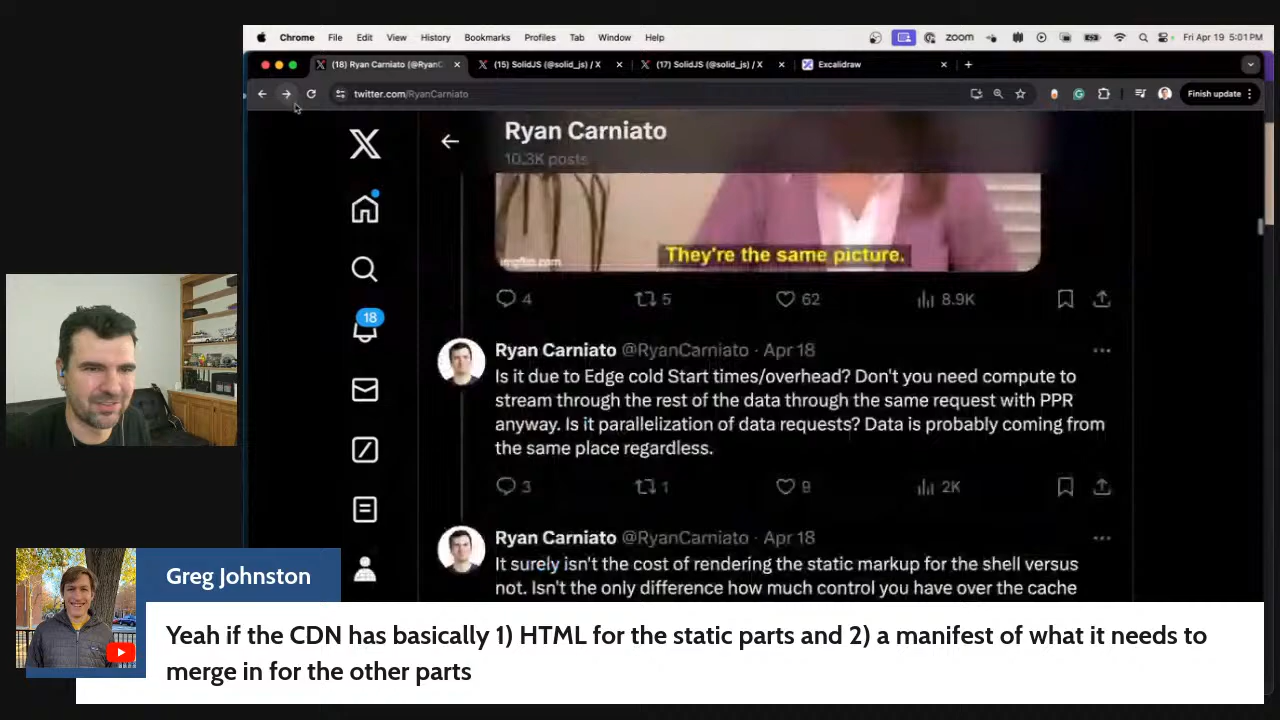 Chrome File Edit View History Bookmarks Profiles Tab Window Help zoom Fri Apr 19 5:01 PM
(18) Ryan Carniato (@RyanC (15) SolidJS (@solid_js) / X (17) SolidJS (@solid_js) / X Excalidraw
twitter.com/RyanCarniato Finish update
Ryan Carniato
10.3K posts
They're the same picture.
imgflip.com
4 5 62 8.9K
18
Ryan Carniato @RyanCarniato · Apr 18
Is it due to Edge cold Start times/overhead? Don't you need compute to
stream through the rest of the data through the same request with PPR
anyway. Is it parallelization of data requests? Data is probably coming from
the same place regardless.
3 1 9 2K
Ryan Carniato @RyanCarniato · Apr 18
It surely isn't the cost of rendering the static markup for the shell versus
not. Isn't the only difference how much control you have over the cache
Greg Johnston
Yeah if the CDN has basically 1) HTML for the static parts and 2) a manifest of what it needs to
merge in for the other parts